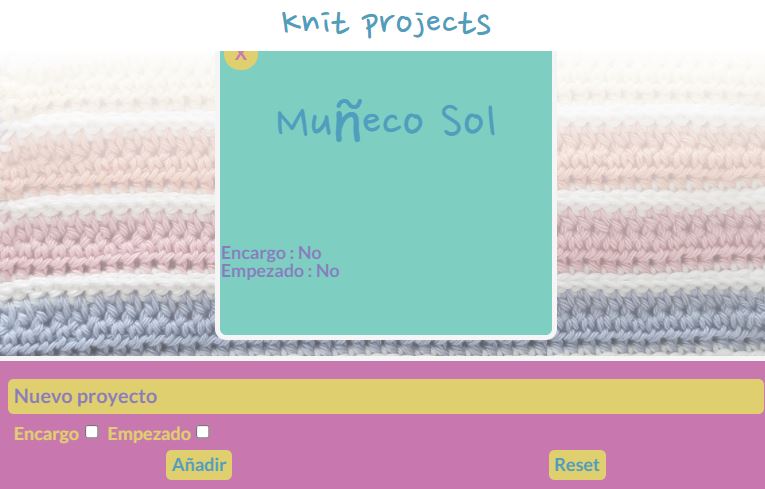 Knit projects
X
Muñeco Sol
Encargo : No
Empezado : No
Nuevo proyecto
Encargo Empezado
Añadir Reset